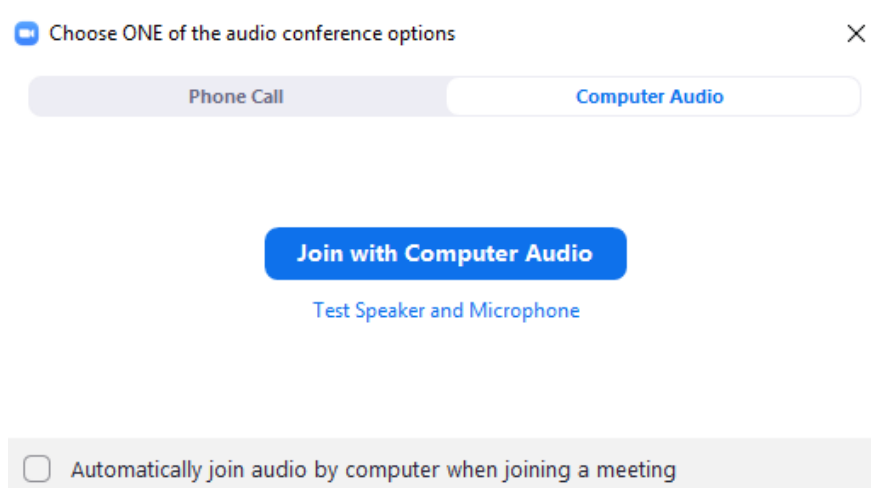 Choose ONE of the audio conference options
Phone Call
Computer Audio
Join with Computer Audio
Test Speaker and Microphone
Automatically join audio by computer when joining a meeting